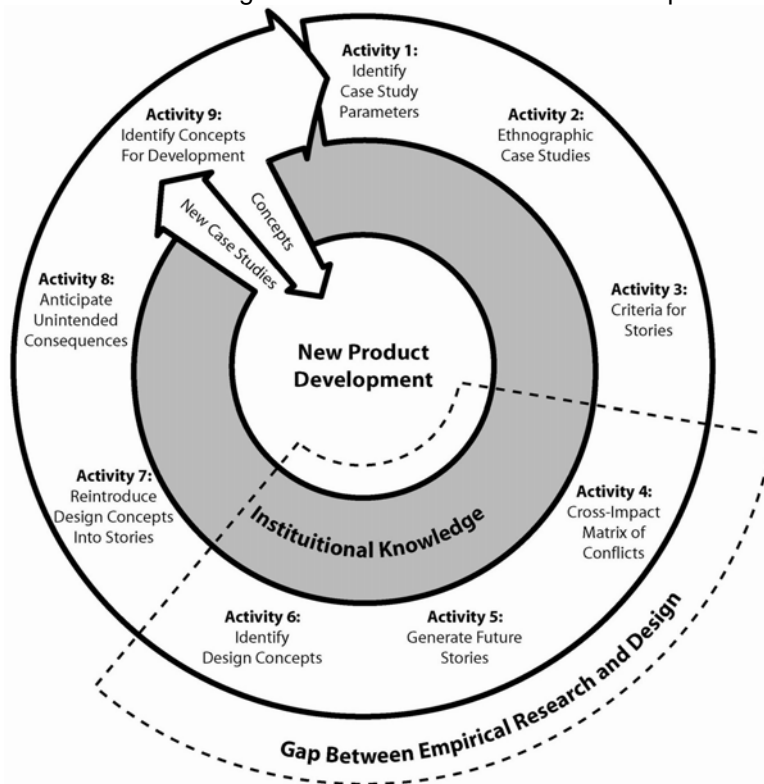 Activity 1:
Identify
Case Study
Parameters
Activity 2:
Ethnographic
Case Studies
Activity 3:
Criteria for
Stories
Activity 4:
Cross-Impact
Matrix of
Conflicts
Activity 5:
Generate Future
Stories
Activity 6:
Identify
Design Concepts
Activity 7:
Reintroduce
Design Concepts
Into Stories
Activity 8:
Anticipate
Unintended
Consequences
Activity 9:
Identify Concepts
For Development
Concepts
New Case Studies
New Product
Development
Instituitional Knowledge
Gap Between Empirical Research and Design